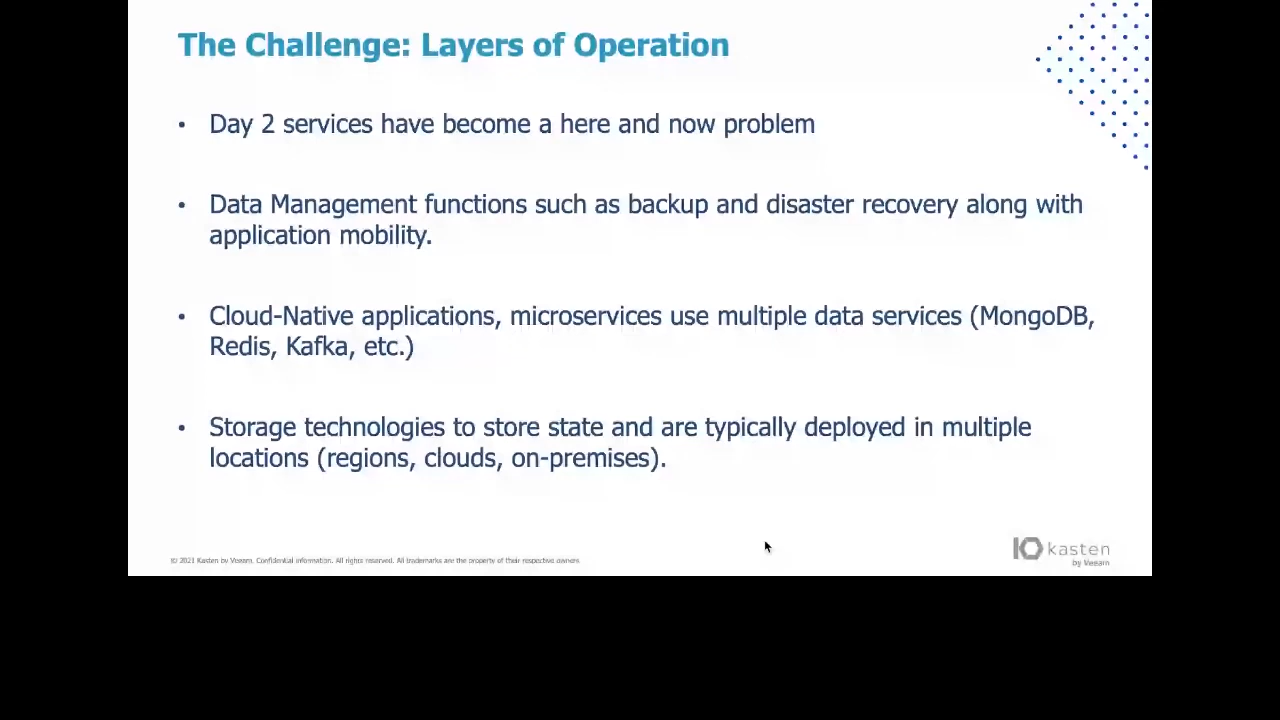 The Challenge: Layers of Operation
• Day 2 services have become a here and now problem
• Data Management functions such as backup and disaster recovery along with
application mobility.
• Cloud-Native applications, microservices use multiple data services (MongoDB,
Redis, Kafka, etc.)
• Storage technologies to store state and are typically deployed in multiple
locations (regions, clouds, on-premises).
© 2021 Kasten by Veeam. Confidential information. All rights reserved. All trademarks are the property of their respective owners
kasten
by Veeam